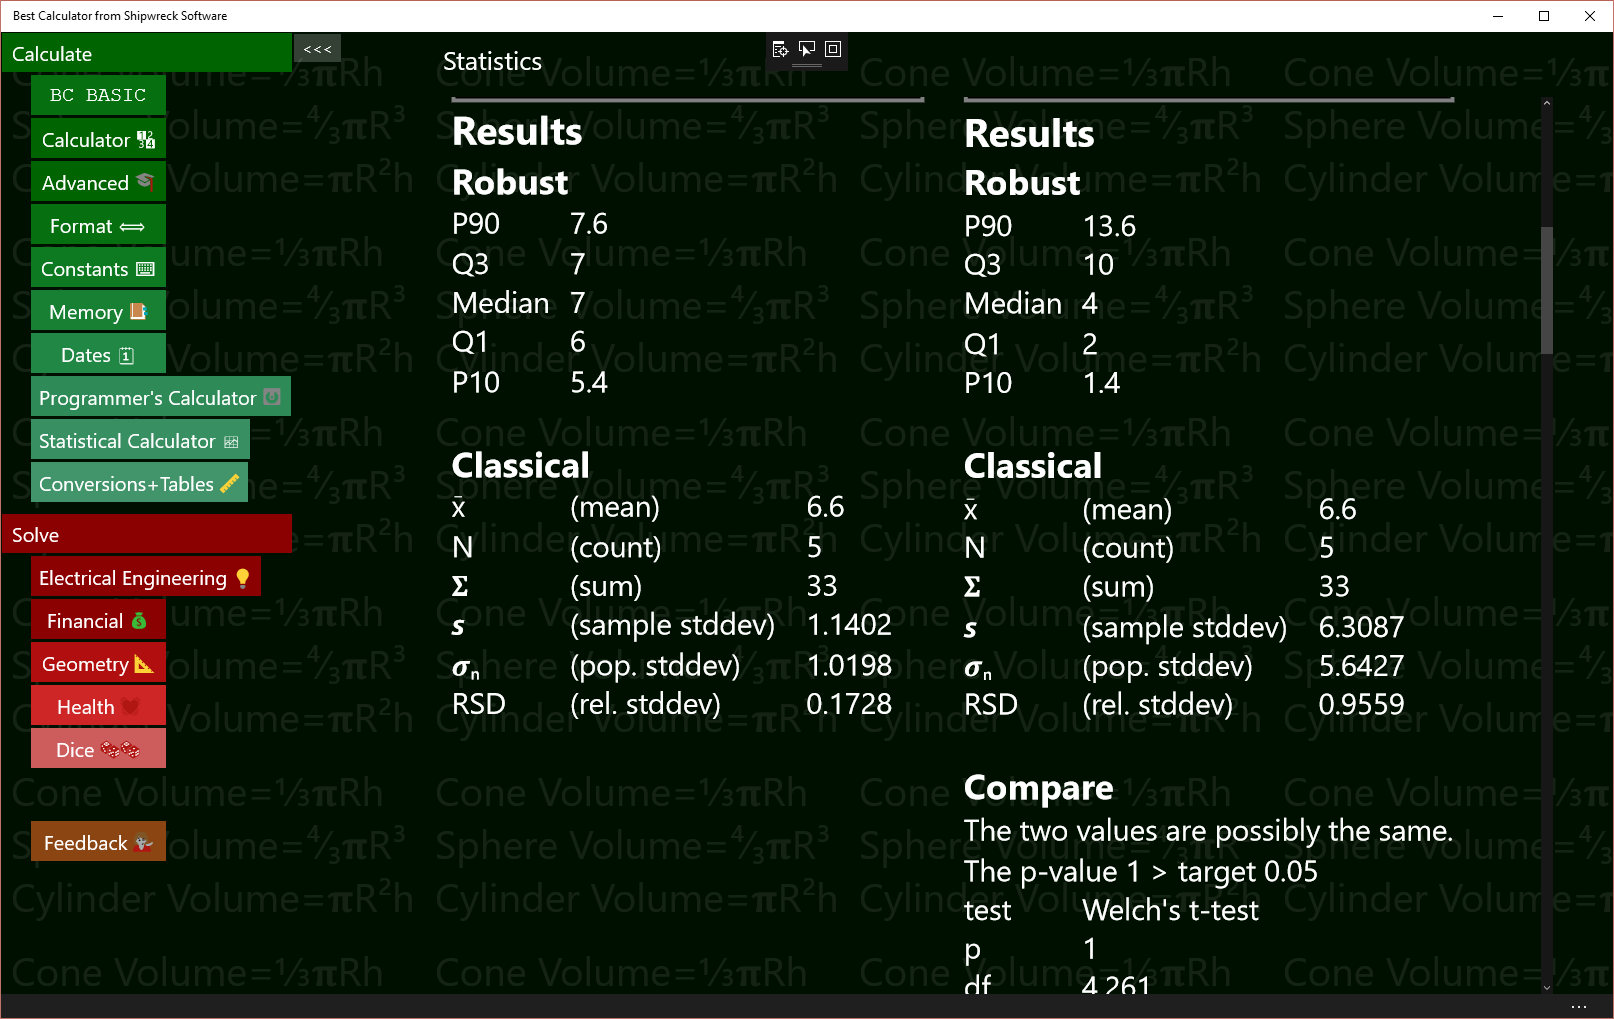 Best Calculator from Shipwreck Software
Calculate
<<<
BC BASIC
Calculator
Advanced
Format
Constants
Memory
Dates
Programmer's Calculator
Statistical Calculator
Conversions+Tables
Solve
Electrical Engineering
Financial
Geometry
Health
Dice
Feedback
Statistics
Results
Robust
P90 7.6
Q3 7
Median 7
Q1 6
P10 5.4
Classical
x̄ (mean) 6.6
N (count) 5
Σ (sum) 33
s (sample stddev) 1.1402
σn (pop. stddev) 1.0198
RSD (rel. stddev) 0.1728
Results
Robust
P90 13.6
Q3 10
Median 4
Q1 2
P10 1.4
Classical
x̄ (mean) 6.6
N (count) 5
Σ (sum) 33
s (sample stddev) 6.3087
σn (pop. stddev) 5.6427
RSD (rel. stddev) 0.9559
Compare
The two values are possibly the same.
The p-value 1 > target 0.05
test Welch's t-test
p 1
df 4.261
Cone Volume=⅓πRh
Sphere Volume=⁴⁄₃πR³
Cylinder Volume=πR²h